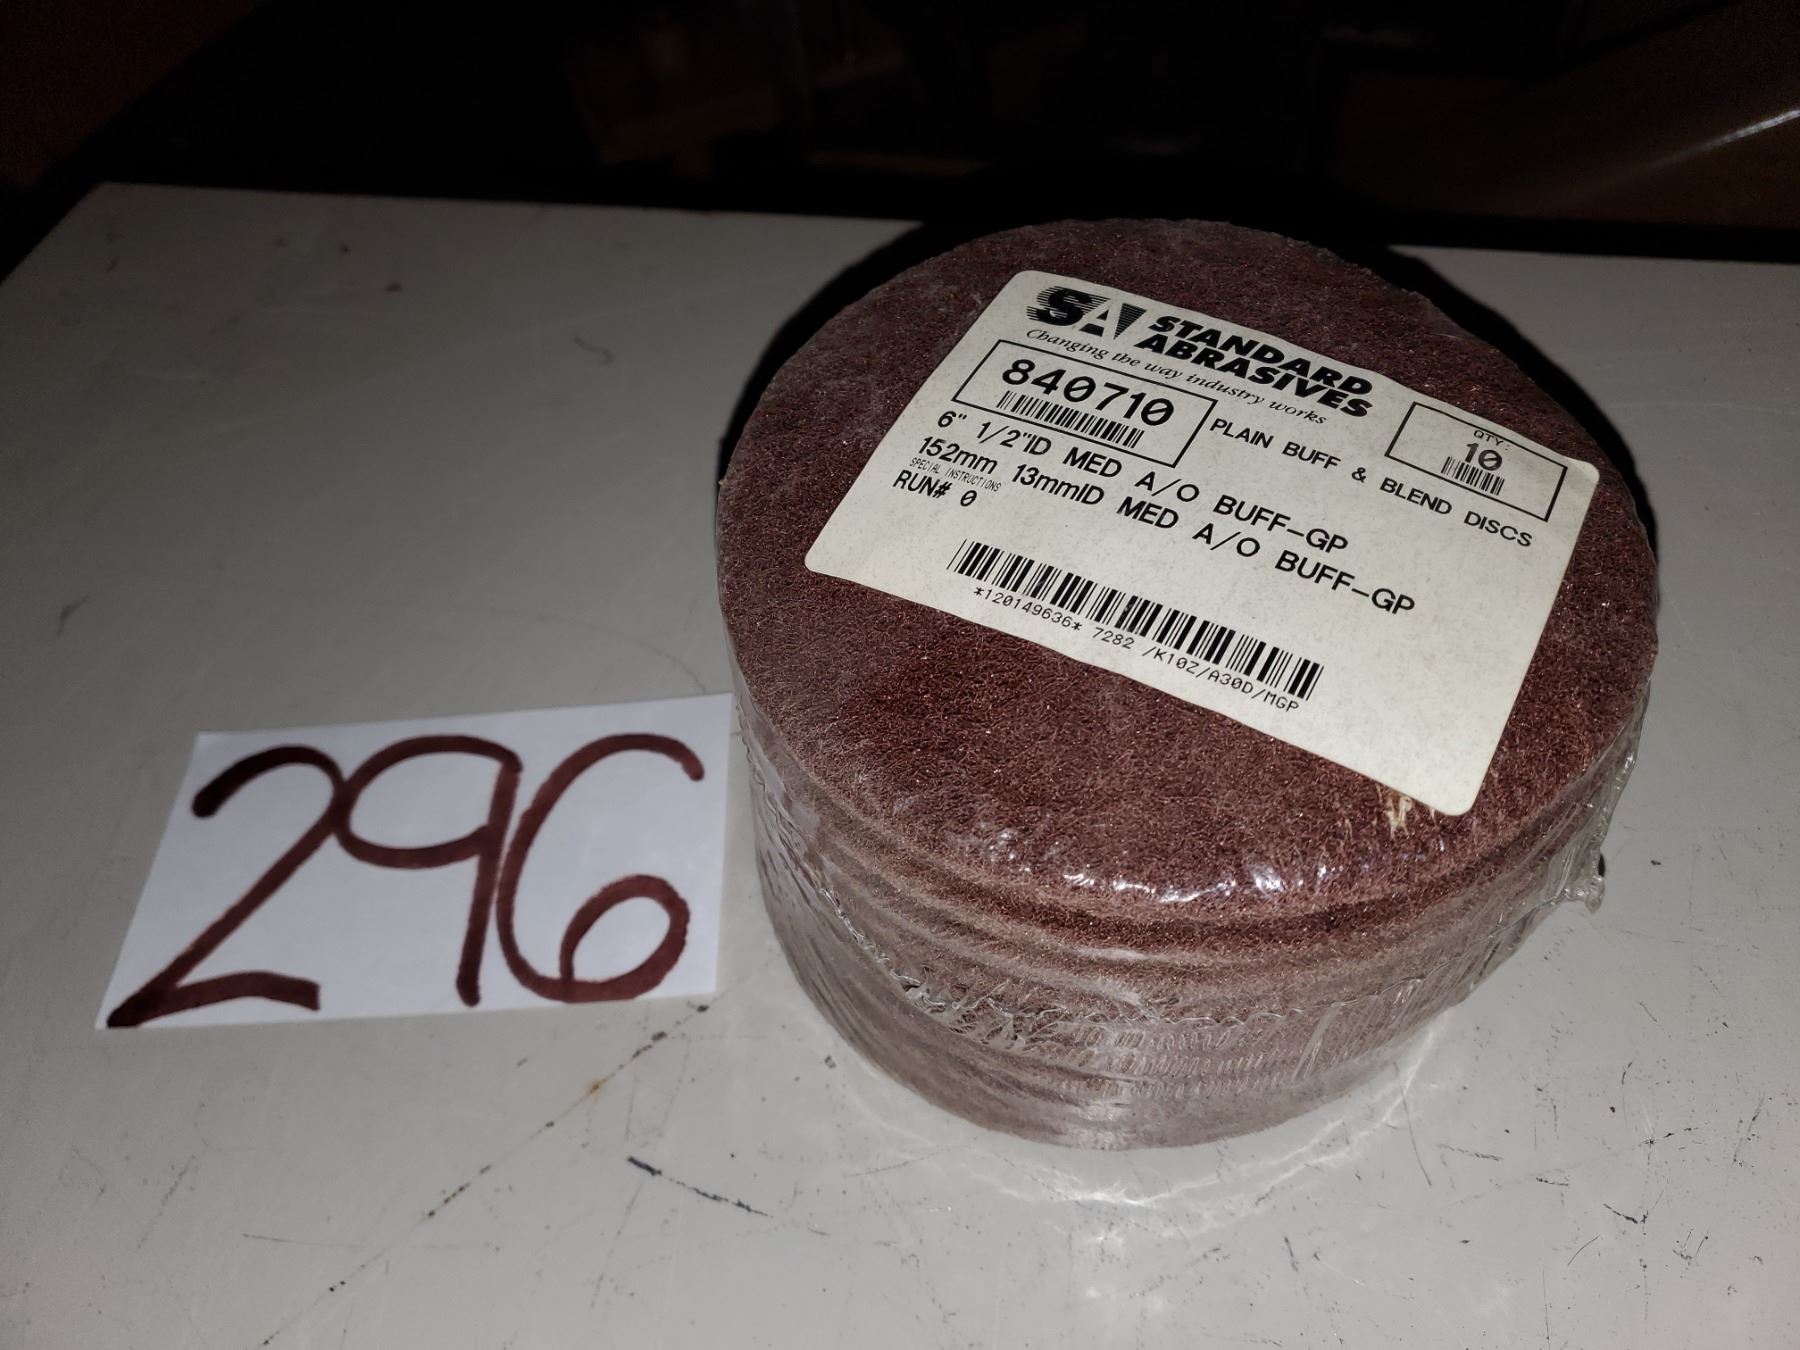 SA STANDARD
ABRASIVES
Changing the way industry works
840710
PLAIN BUFF & BLEND DISCS
QTY:
10
6" 1/2"ID MED A/O BUFF-GP
152mm 13mmID MED A/O BUFF-GP
SPECIAL INSTRUCTIONS
RUN# 0
*120149636* 7282 /K10Z/A30D/MGP
296